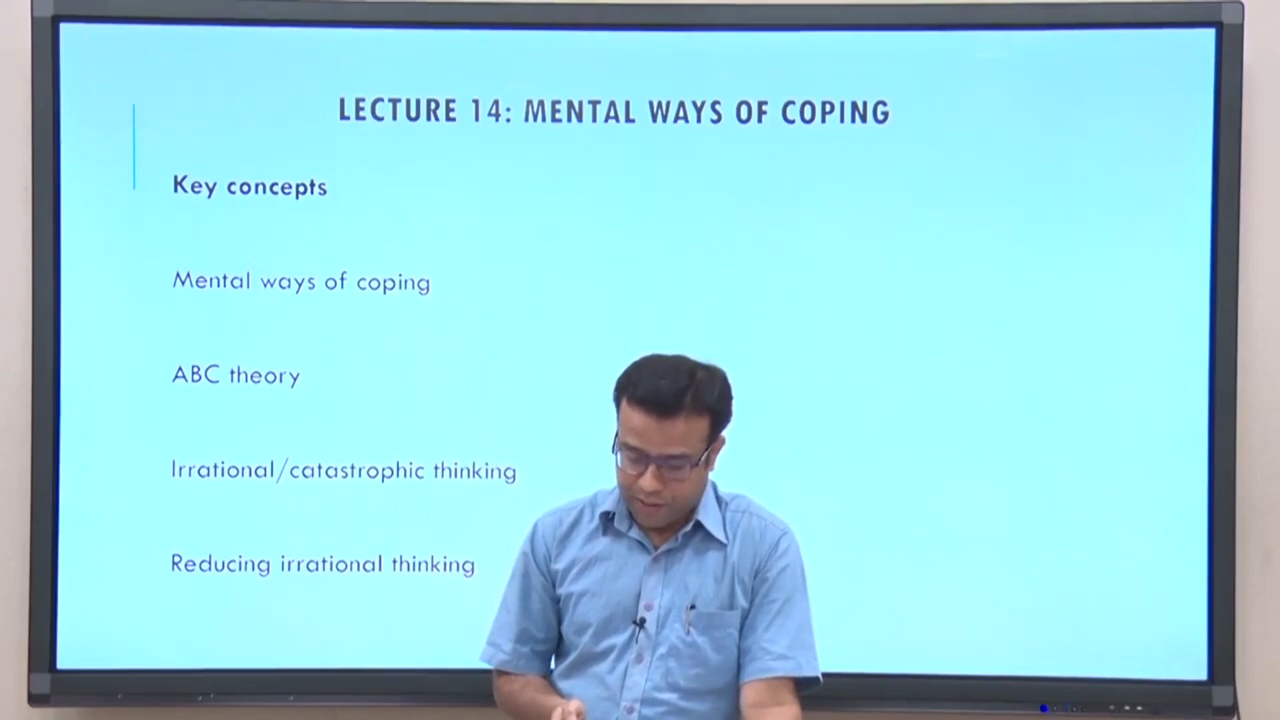 LECTURE 14: MENTAL WAYS OF COPING
Key concepts
Mental ways of coping
ABC theory
Irrational/catastrophic thinking
Reducing irrational thinking